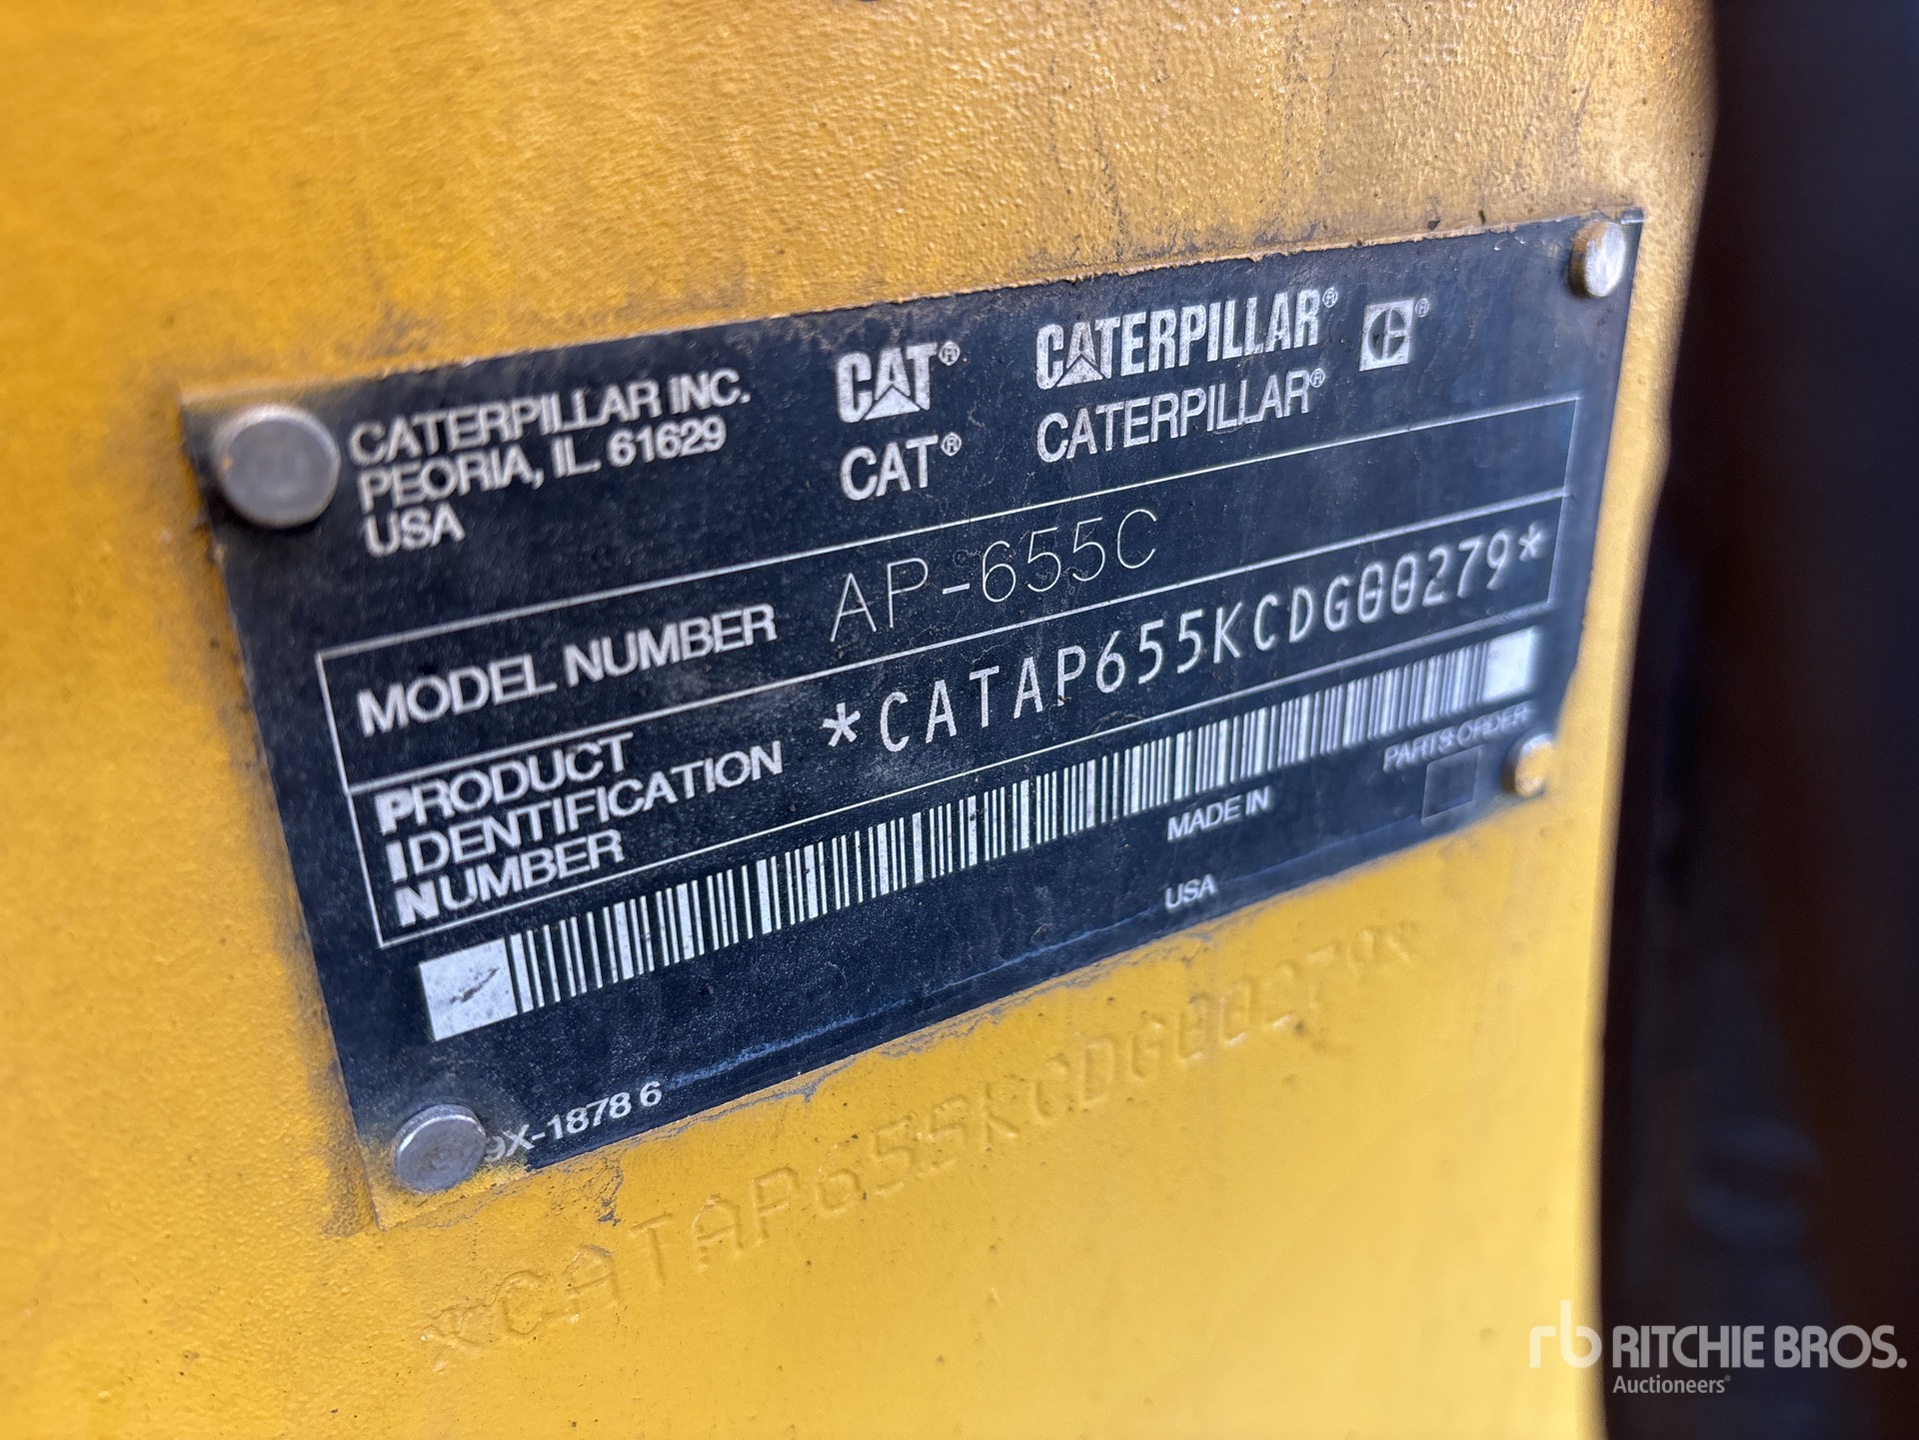 CATERPILLAR INC.
PEORIA, IL 61629
USA
CAT® CATERPILLAR® ®
CAT® CATERPILLAR®
MODEL NUMBER AP-655C
PRODUCT
IDENTIFICATION
NUMBER
*CATAP655KCDG00279*
PARTS ORDER
MADE IN
USA
9X-1878 6
*CATAP655KCDG00279*
rb RITCHIE BROS.
Auctioneers®